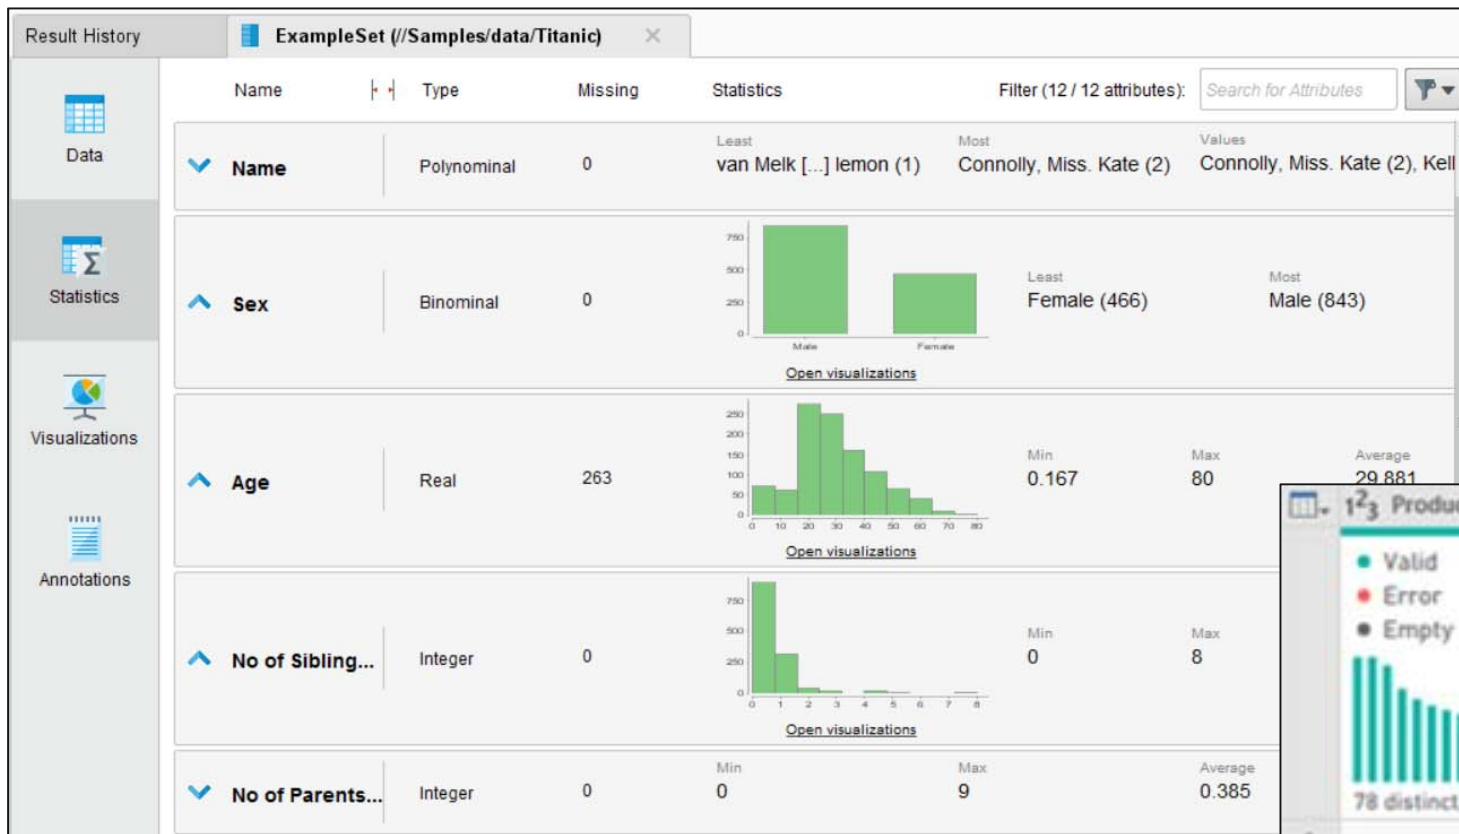 Result History
ExampleSet (//Samples/data/Titanic)
Name Type Missing Statistics Filter (12 / 12 attributes): Search for Attributes
Data
Statistics
Visualizations
Annotations
Least Most Values
Name Polynominal 0 van Melk [...] lemon (1) Connolly, Miss. Kate (2) Connolly, Miss. Kate (2), Kell
750
500
250
0
Male Female
Least Most
Sex Binominal 0 Female (466) Male (843)
Open visualizations
250
200
150
100
50
0
0 10 20 30 40 50 60 70 80
Min Max Average
Age Real 263 0.167 80 29.881
Open visualizations
750
500
250
0
0 1 2 3 4 5 6 7 8
Min Max
No of Sibling... Integer 0 0 8
Open visualizations
Min Max Average
No of Parents... Integer 0 0 9 0.385
1²3 Produc
Valid
Error
Empty
78 distinct,